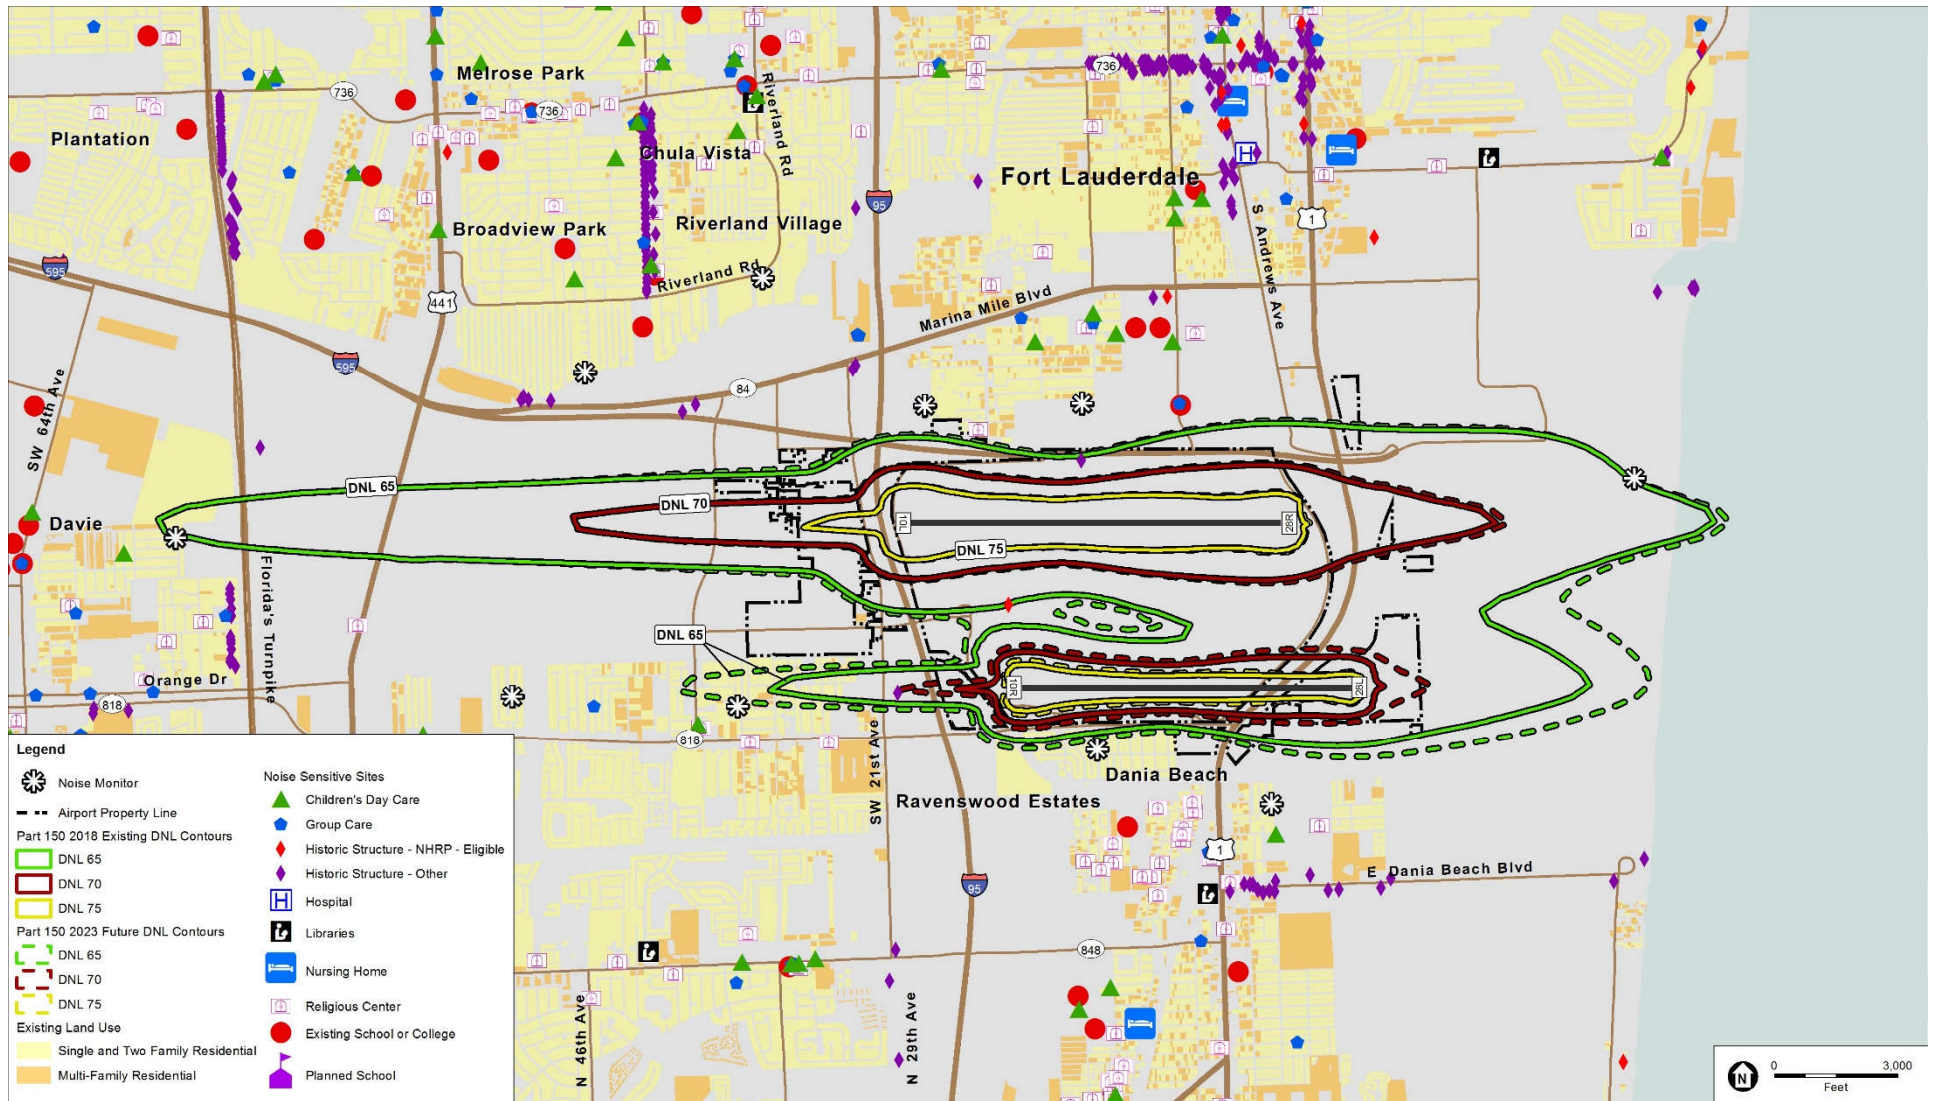 Melrose Park
736
736
736
Riverland Rd
Plantation
Chula Vista
Fort Lauderdale
H
95
1
Broadview Park
Riverland Village
S Andrews Ave
595
Riverland Rd
441
Marina Mile Blvd
595
84
SW 64th Ave
DNL 65
DNL 70
10L
28R
Davie
DNL 75
Florida's Turnpike
DNL 65
Orange Dr
10R
28L
818
818
SW 21st Ave
Dania Beach
Ravenswood Estates
1
E Dania Beach Blvd
95
848
N 46th Ave
N 29th Ave
Legend
Noise Monitor
Airport Property Line
Part 150 2018 Existing DNL Contours
DNL 65
DNL 70
DNL 75
Part 150 2023 Future DNL Contours
DNL 65
DNL 70
DNL 75
Existing Land Use
Single and Two Family Residential
Multi-Family Residential
Noise Sensitive Sites
Children's Day Care
Group Care
Historic Structure - NHRP - Eligible
Historic Structure - Other
H Hospital
Libraries
Nursing Home
Religious Center
Existing School or College
Planned School
N
0 3,000
Feet